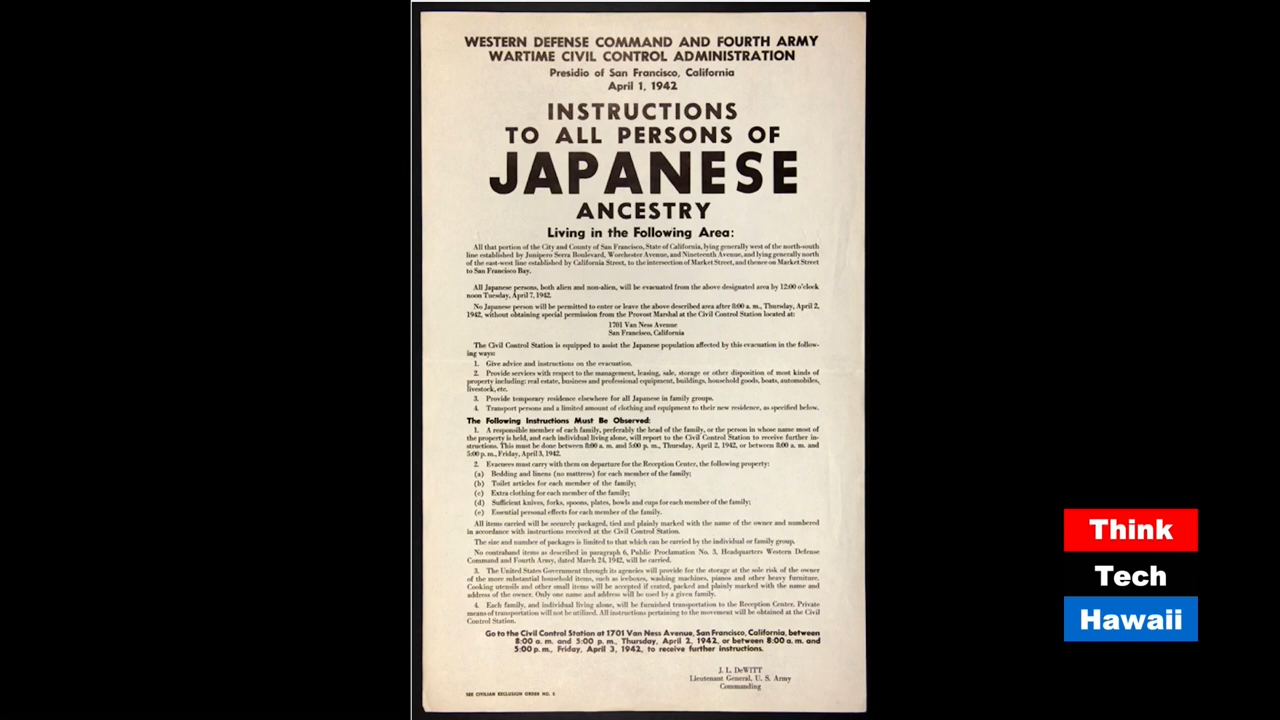 WESTERN DEFENSE COMMAND AND FOURTH ARMY
WARTIME CIVIL CONTROL ADMINISTRATION
Presidio of San Francisco, California
April 1, 1942
INSTRUCTIONS
TO ALL PERSONS OF
JAPANESE
ANCESTRY
Living in the Following Area:
All that portion of the City and County of San Francisco, State of California, lying generally west of the north-south
line established by Junipero Serra Boulevard, Worchester Avenue, and Nineteenth Avenue, and lying generally north
of the east-west line established by California Street, to the intersection of Market Street, and thence on Market Street
to San Francisco Bay.
All Japanese persons, both alien and non-alien, will be evacuated from the above designated area by 12:00 o'clock
noon Tuesday, April 7, 1942.
No Japanese person will be permitted to enter or leave the above described area after 8:00 a. m., Thursday, April 2,
1942, without obtaining special permission from the Provost Marshal at the Civil Control Station located at:
1701 Van Ness Avenue
San Francisco, California
The Civil Control Station is equipped to assist the Japanese population affected by this evacuation in the follow-
ing ways:
1. Give advice and instructions on the evacuation.
2. Provide services with respect to the management, leasing, sale, storage or other disposition of most kinds of
property including: real estate, business and professional equipment, buildings, household goods, boats, automobiles,
livestock, etc.
3. Provide temporary residence elsewhere for all Japanese in family groups.
4. Transport persons and a limited amount of clothing and equipment to their new residence, as specified below.
The Following Instructions Must Be Observed:
1. A responsible member of each family, preferably the head of the family, or the person in whose name most of
the property is held, and each individual living alone, will report to the Civil Control Station to receive further in-
structions. This must be done between 8:00 a. m. and 5:00 p. m., Thursday, April 2, 1942, or between 8:00 a. m. and
5:00 p. m., Friday, April 3, 1942.
2. Evacuees must carry with them on departure for the Reception Center, the following property:
(a) Bedding and linens (no mattress) for each member of the family;
(b) Toilet articles for each member of the family;
(c) Extra clothing for each member of the family;
(d) Sufficient knives, forks, spoons, plates, bowls and cups for each member of the family;
(e) Essential personal effects for each member of the family.
All items carried will be securely packaged, tied and plainly marked with the name of the owner and numbered
in accordance with instructions received at the Civil Control Station.
The size and number of packages is limited to that which can be carried by the individual or family group.
No contraband items as described in paragraph 6, Public Proclamation No. 3, Headquarters Western Defense
Command and Fourth Army, dated March 24, 1942, will be carried.
3. The United States Government through its agencies will provide for the storage at the sole risk of the owner
of the more substantial household items, such as iceboxes, washing machines, pianos and other heavy furniture.
Cooking utensils and other small items will be accepted if crated, packed and plainly marked with the name and
address of the owner. Only one name and address will be used by a given family.
4. Each family, and individual living alone, will be furnished transportation to the Reception Center. Private
means of transportation will not be utilized. All instructions pertaining to the movement will be obtained at the Civil
Control Station.
Go to the Civil Control Station at 1701 Van Ness Avenue, San Francisco, California, between
8:00 a. m. and 5:00 p. m., Thursday, April 2, 1942, or between 8:00 a. m. and
5:00 p. m., Friday, April 3, 1942, to receive further instructions.
J. L. DeWITT
Lieutenant General, U. S. Army
Commanding
SEE CIVILIAN EXCLUSION ORDER NO. 5
Think
Tech
Hawaii